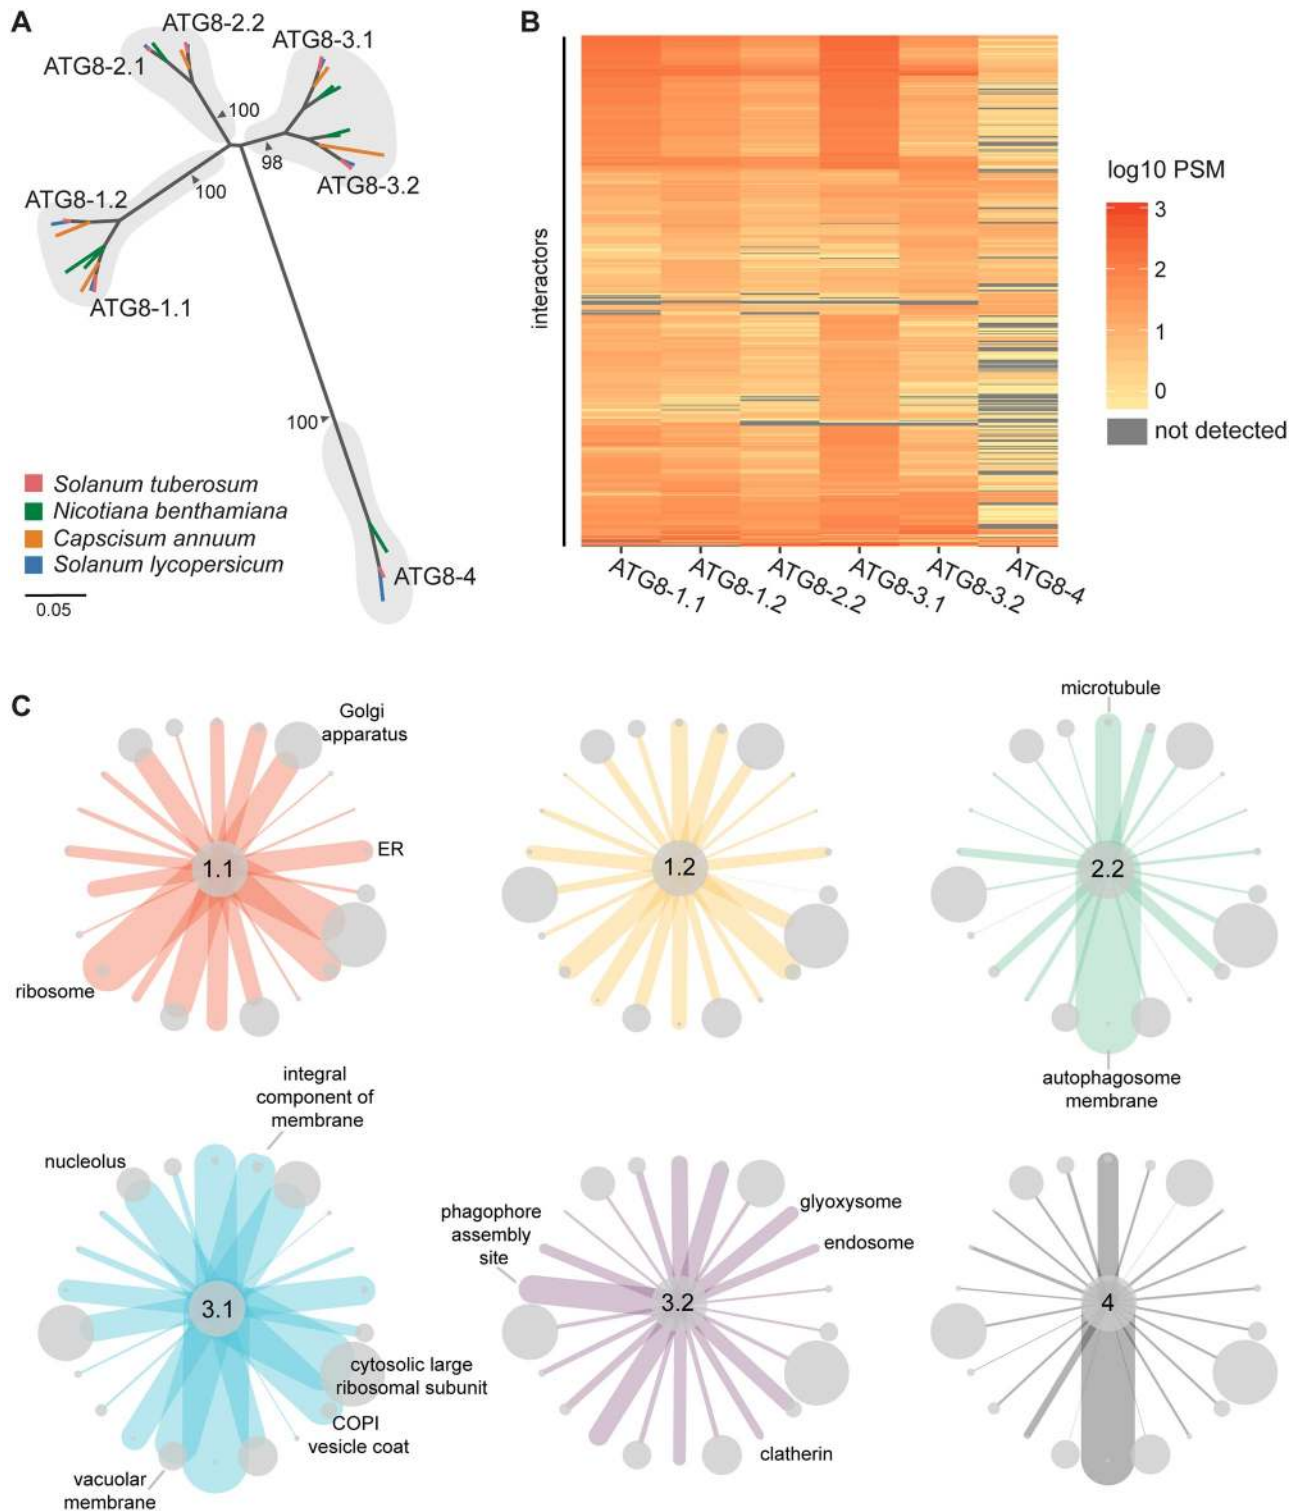 A
ATG8-2.2
ATG8-3.1
ATG8-2.1
100
98
ATG8-3.2
100
ATG8-1.2
ATG8-1.1
100
ATG8-4
Solanum tuberosum
Nicotiana benthamiana
Capscisum annuum
Solanum lycopersicum
0.05
B
interactors
ATG8-1.1
ATG8-1.2
ATG8-2.2
ATG8-3.1
ATG8-3.2
ATG8-4
log10 PSM
3
2
1
0
not detected
C
Golgi
apparatus
1.1
ER
ribosome
1.2
microtubule
2.2
autophagosome
membrane
integral
component of
membrane
nucleolus
3.1
cytosolic large
ribosomal subunit
COPI
vesicle coat
vacuolar
membrane
phagophore
assembly
site
glyoxysome
endosome
3.2
clatherin
4